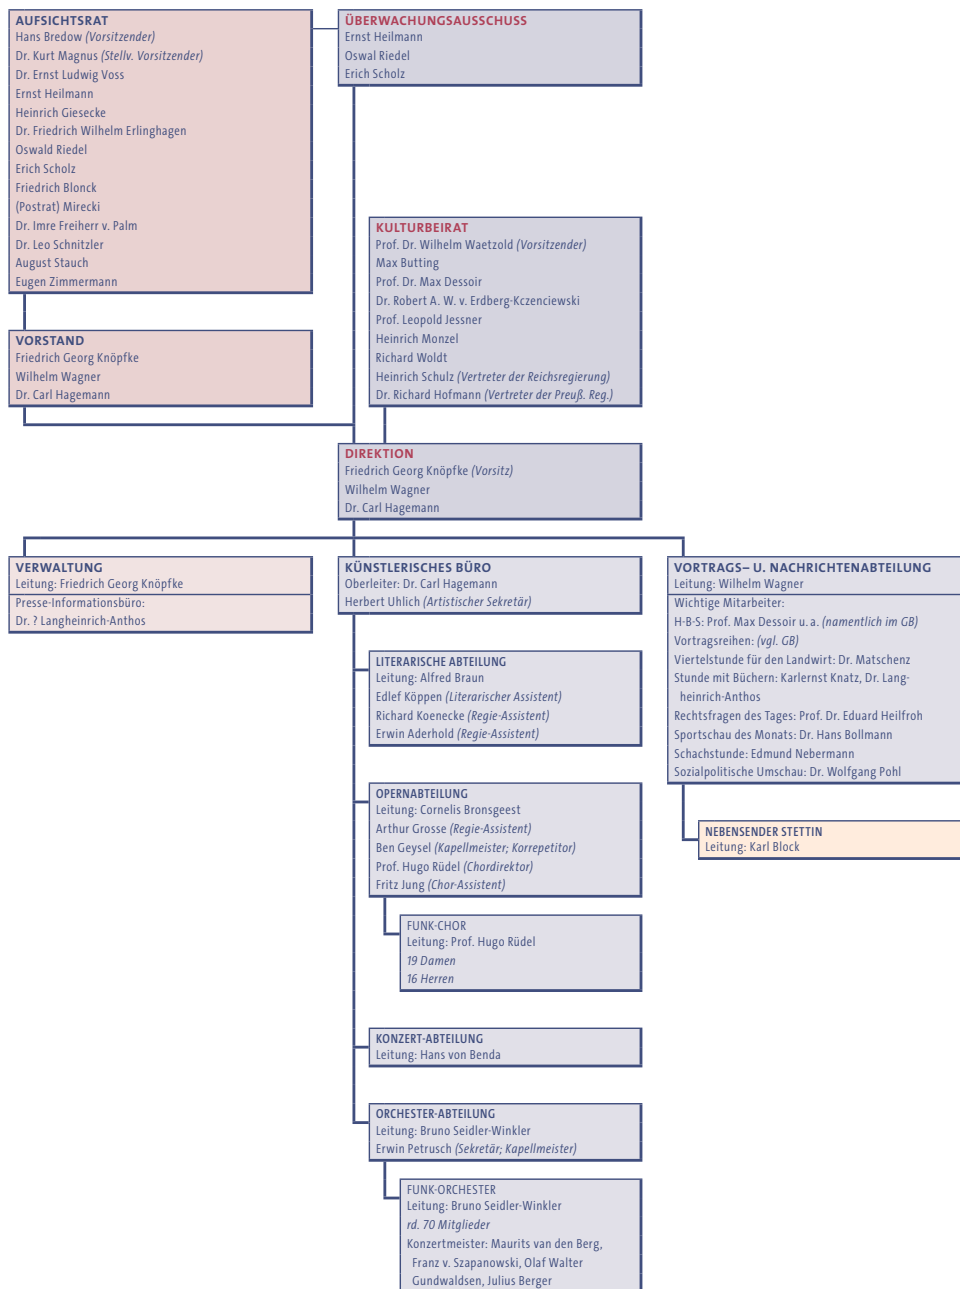 AUFSICHTSRAT
Hans Bredow (Vorsitzender)
Dr. Kurt Magnus (Stellv. Vorsitzender)
Dr. Ernst Ludwig Voss
Ernst Heilmann
Heinrich Giesecke
Dr. Friedrich Wilhelm Erlinghagen
Oswald Riedel
Erich Scholz
Friedrich Blonck
(Postrat) Mirecki
Dr. Imre Freiherr v. Palm
Dr. Leo Schnitzler
August Stauch
Eugen Zimmermann
ÜBERWACHUNGSAUSSCHUSS
Ernst Heilmann
Oswal Riedel
Erich Scholz
KULTURBEIRAT
Prof. Dr. Wilhelm Waetzold (Vorsitzender)
Max Butting
Prof. Dr. Max Dessoir
Dr. Robert A. W. v. Erdberg-Kczenciewski
Prof. Leopold Jessner
Heinrich Monzel
Richard Woldt
Heinrich Schulz (Vertreter der Reichsregierung)
Dr. Richard Hofmann (Vertreter der Preuß. Reg.)
VORSTAND
Friedrich Georg Knöpfke
Wilhelm Wagner
Dr. Carl Hagemann
DIREKTION
Friedrich Georg Knöpfke (Vorsitz)
Wilhelm Wagner
Dr. Carl Hagemann
VERWALTUNG
Leitung: Friedrich Georg Knöpfke
Presse-Informationsbüro:
Dr. ? Langheinrich-Anthos
KÜNSTLERISCHES BÜRO
Oberleiter: Dr. Carl Hagemann
Herbert Uhlich (Artistischer Sekretär)
LITERARISCHE ABTEILUNG
Leitung: Alfred Braun
Edlef Köppen (Literarischer Assistent)
Richard Koenecke (Regie-Assistent)
Erwin Aderhold (Regie-Assistent)
OPERNABTEILUNG
Leitung: Cornelis Bronsgeest
Arthur Grosse (Regie-Assistent)
Ben Geysel (Kapellmeister; Korrepetitor)
Prof. Hugo Rüdel (Chordirektor)
Fritz Jung (Chor-Assistent)
FUNK-CHOR
Leitung: Prof. Hugo Rüdel
19 Damen
16 Herren
KONZERT-ABTEILUNG
Leitung: Hans von Benda
ORCHESTER-ABTEILUNG
Leitung: Bruno Seidler-Winkler
Erwin Petrusch (Sekretär; Kapellmeister)
FUNK-ORCHESTER
Leitung: Bruno Seidler-Winkler
rd. 70 Mitglieder
Konzertmeister: Maurits van den Berg,
Franz v. Szapanowski, Olaf Walter
Gundwaldsen, Julius Berger
VORTRAGS– U. NACHRICHTENABTEILUNG
Leitung: Wilhelm Wagner
Wichtige Mitarbeiter:
H-B-S: Prof. Max Dessoir u. a. (namentlich im GB)
Vortragsreihen: (vgl. GB)
Viertelstunde für den Landwirt: Dr. Matschenz
Stunde mit Büchern: Karlernst Knatz, Dr. Lang-
heinrich-Anthos
Rechtsfragen des Tages: Prof. Dr. Eduard Heilfroh
Sportschau des Monats: Dr. Hans Bollmann
Schachstunde: Edmund Nebermann
Sozialpolitische Umschau: Dr. Wolfgang Pohl
NEBENSENDER STETTIN
Leitung: Karl Block